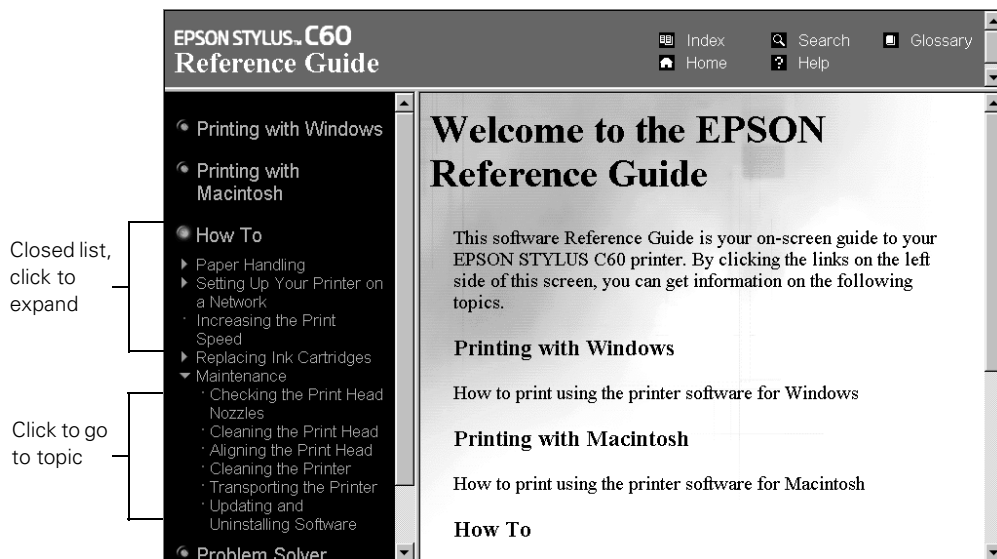 EPSON STYLUS™ C60
Reference Guide
Index
Search
Glossary
Home
Help
Closed list,
click to
expand
Click to go
to topic
Printing with Windows
Printing with
Macintosh
How To
Paper Handling
Setting Up Your Printer on
a Network
Increasing the Print
Speed
Replacing Ink Cartridges
Maintenance
Checking the Print Head
Nozzles
Cleaning the Print Head
Aligning the Print Head
Cleaning the Printer
Transporting the Printer
Updating and
Uninstalling Software
Problem Solver
Welcome to the EPSON
Reference Guide
This software Reference Guide is your on-screen guide to your
EPSON STYLUS C60 printer. By clicking the links on the left
side of this screen, you can get information on the following
topics.
Printing with Windows
How to print using the printer software for Windows
Printing with Macintosh
How to print using the printer software for Macintosh
How To